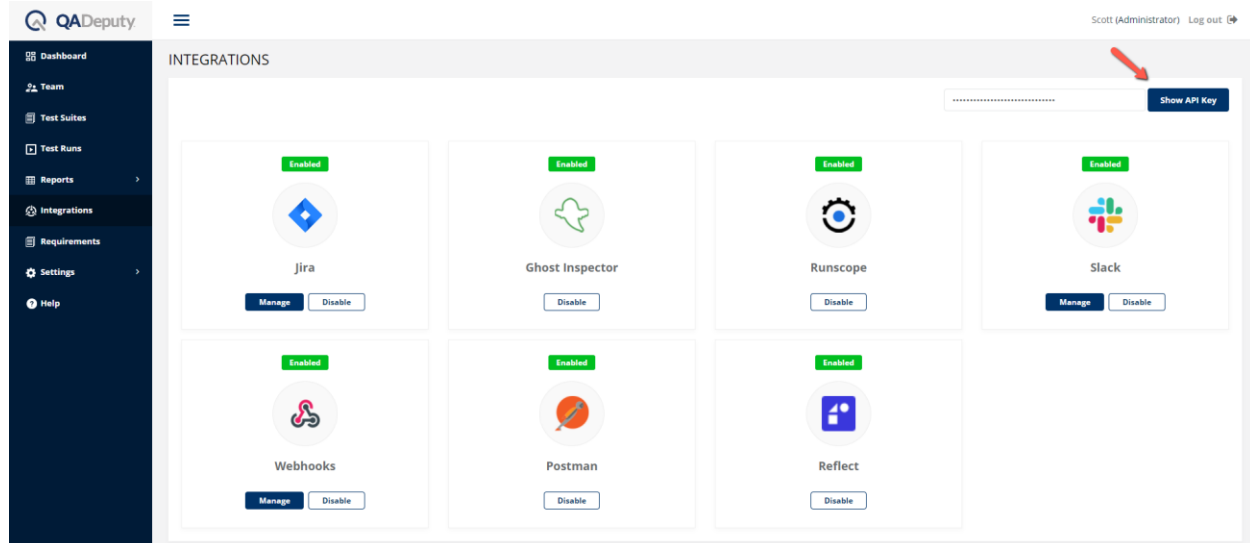 QADeputy
Scott (Administrator) Log out
Dashboard
Team
Test Suites
Test Runs
Reports
Integrations
Requirements
Settings
Help
INTEGRATIONS
Show API Key
Enabled
Jira
Manage Disable
Enabled
Ghost Inspector
Disable
Enabled
Runscope
Disable
Enabled
Slack
Manage Disable
Enabled
Webhooks
Manage Disable
Enabled
Postman
Disable
Enabled
Reflect
Disable